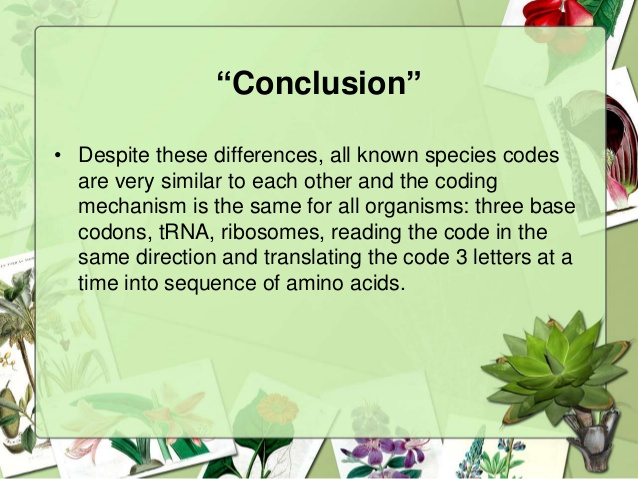 “Conclusion”
• Despite these differences, all known species codes
are very similar to each other and the coding
mechanism is the same for all organisms: three base
codons, tRNA, ribosomes, reading the code in the
same direction and translating the code 3 letters at a
time into sequence of amino acids.